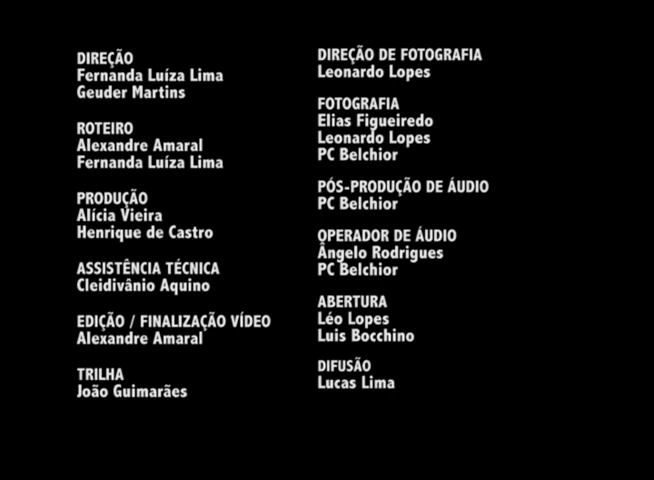 DIREÇÃO
Fernanda Luíza Lima
Geuder Martins
ROTEIRO
Alexandre Amaral
Fernanda Luíza Lima
PRODUÇÃO
Alícia Vieira
Henrique de Castro
ASSISTÊNCIA TÉCNICA
Cleidivânio Aquino
EDIÇÃO / FINALIZAÇÃO VÍDEO
Alexandre Amaral
TRILHA
João Guimarães
DIREÇÃO DE FOTOGRAFIA
Leonardo Lopes
FOTOGRAFIA
Elias Figueiredo
Leonardo Lopes
PC Belchior
PÓS-PRODUÇÃO DE ÁUDIO
PC Belchior
OPERADOR DE ÁUDIO
Ângelo Rodrigues
PC Belchior
ABERTURA
Léo Lopes
Luis Bocchino
DIFUSÃO
Lucas Lima